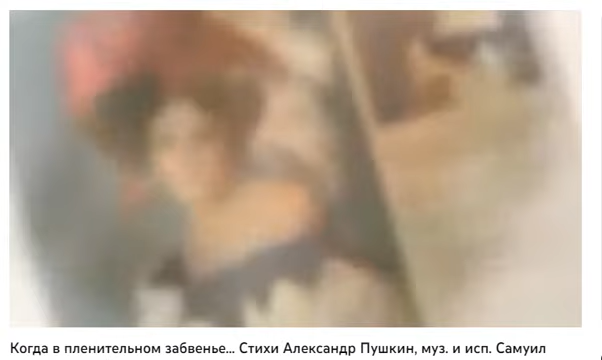 Когда в пленительном забвенье... Стихи Александр Пушкин, муз. и исп. Самуил